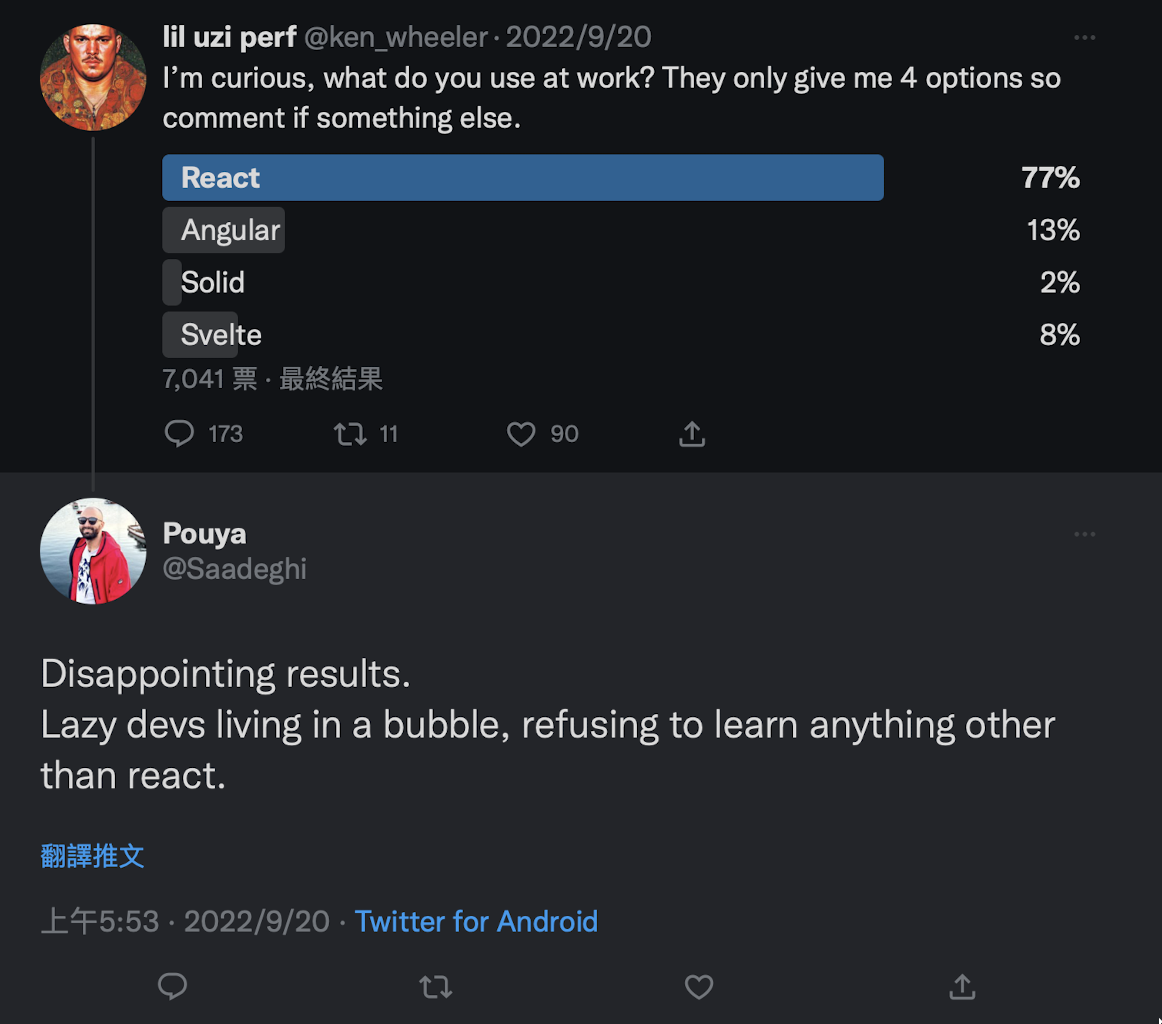 lil uzi perf @ken_wheeler · 2022/9/20
I’m curious, what do you use at work? They only give me 4 options so
comment if something else.
React 77%
Angular 13%
Solid 2%
Svelte 8%
7,041 票 · 最終結果
173 11 90
Pouya
@Saadeghi
Disappointing results.
Lazy devs living in a bubble, refusing to learn anything other
than react.
翻譯推文
上午5:53 · 2022/9/20 · Twitter for Android